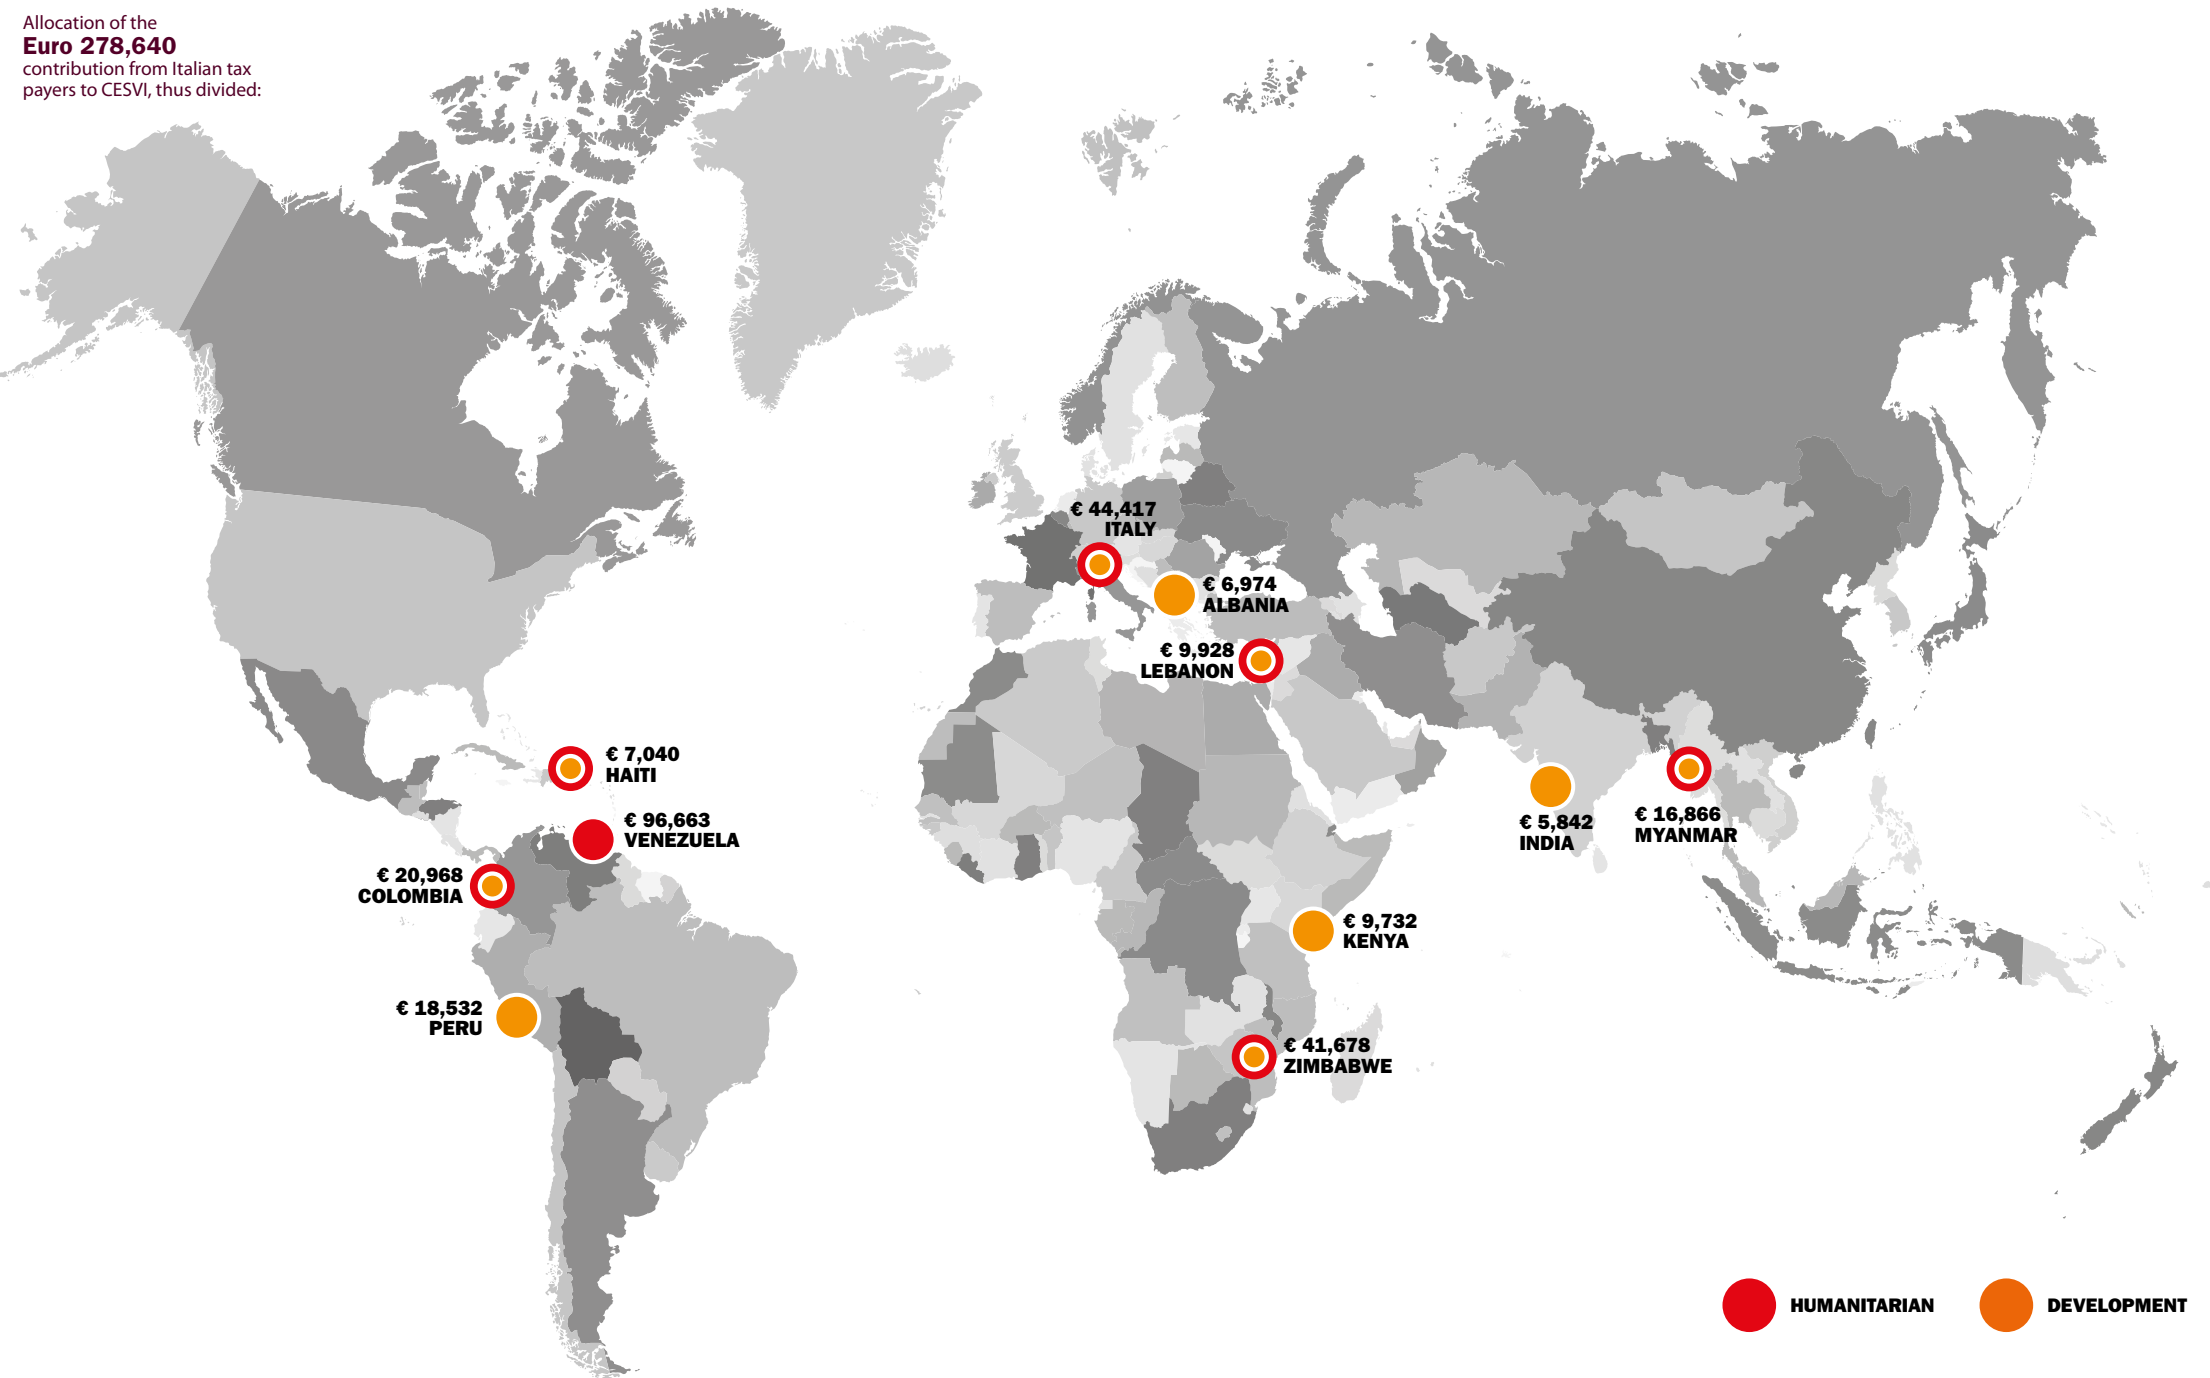 Allocation of the
Euro 278,640
contribution from Italian tax
payers to CESVI, thus divided:
€ 44,417
ITALY
€ 6,974
ALBANIA
€ 9,928
LEBANON
€ 7,040
HAITI
€ 96,663
VENEZUELA
€ 20,968
COLOMBIA
€ 18,532
PERU
€ 5,842
INDIA
€ 16,866
MYANMAR
€ 9,732
KENYA
€ 41,678
ZIMBABWE
HUMANITARIAN
DEVELOPMENT